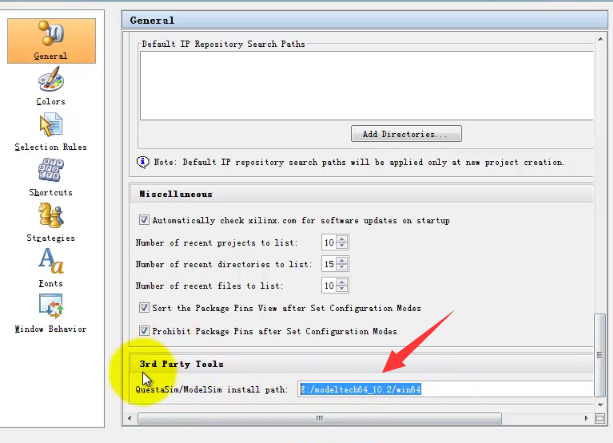 General
General
Default IP Repository Search Paths
Colors
Add Directories...
Selection Rules
Note: Default IP repository search paths will be applied only at new project creation.
Shortcuts
Miscellaneous
Automatically check xilinx.com for software updates on startup
Strategies
Number of recent projects to list: 10
Number of recent directories to list: 15
Fonts
Number of recent files to list: 10
Sort the Package Pins View after Set Configuration Modes
Window Behavior
Prohibit Package Pins after Set Configuration Modes
3rd Party Tools
QuestaSim/ModelSim install path: E:/modeltech64_10.2/win64